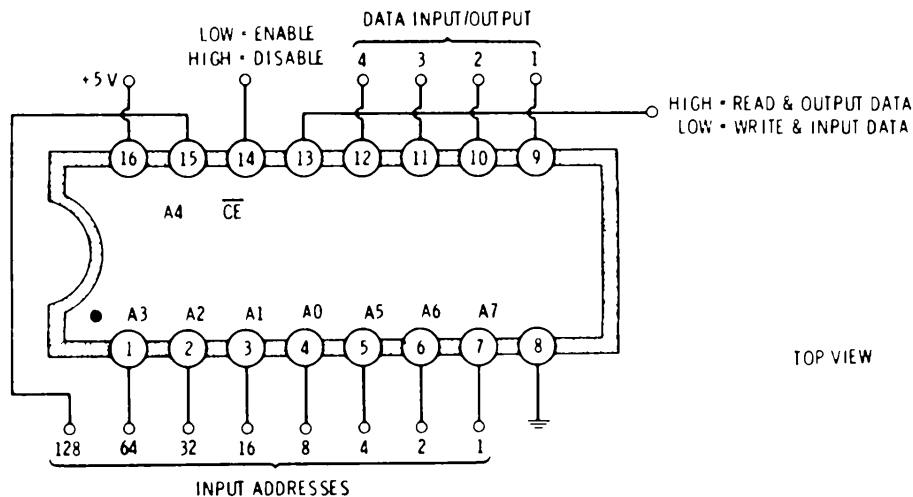 DATA INPUT/OUTPUT
LOW = ENABLE
HIGH = DISABLE
4 3 2 1
+5 V
HIGH = READ & OUTPUT DATA
LOW = WRITE & INPUT DATA
16 15 14 13 12 11 10 9
A4 CE
A3 A2 A1 A0 A5 A6 A7
1 2 3 4 5 6 7 8
TOP VIEW
128 64 32 16 8 4 2 1
INPUT ADDRESSES